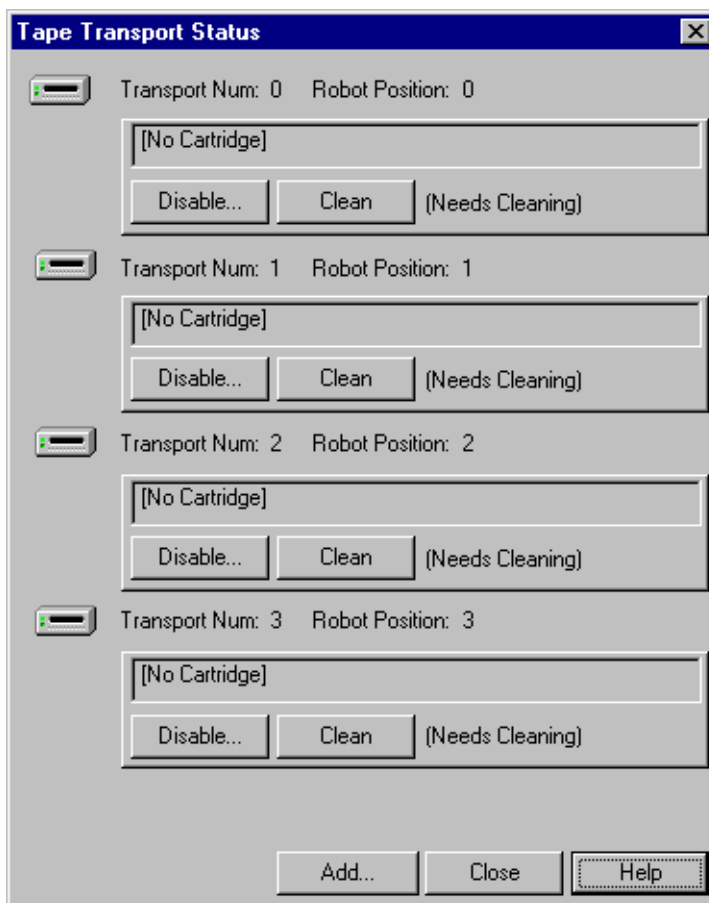 Tape Transport Status
Transport Num: 0 Robot Position: 0
[No Cartridge]
Disable... Clean (Needs Cleaning)
Transport Num: 1 Robot Position: 1
[No Cartridge]
Disable... Clean (Needs Cleaning)
Transport Num: 2 Robot Position: 2
[No Cartridge]
Disable... Clean (Needs Cleaning)
Transport Num: 3 Robot Position: 3
[No Cartridge]
Disable... Clean (Needs Cleaning)
Add... Close Help